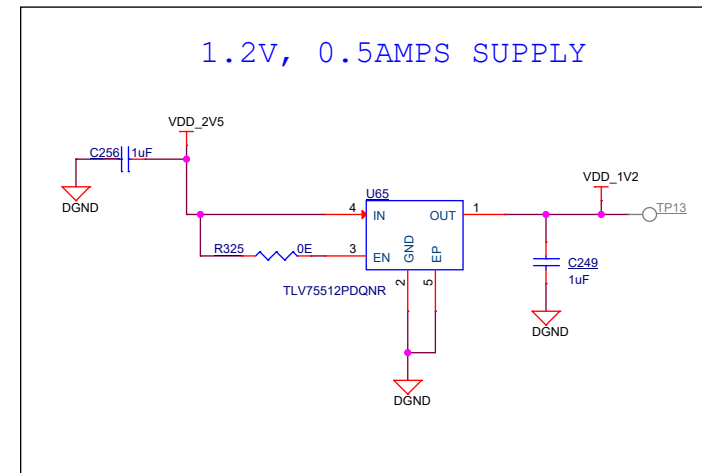 1.2V, 0.5AMPS SUPPLY
VDD_2V5
C256 1uF
DGND
U65
VDD_1V2
4 IN OUT 1
TP13
R325 0E 3 EN
GND
EP
C249
1uF
2 5
TLV75512PDQNR
DGND
DGND